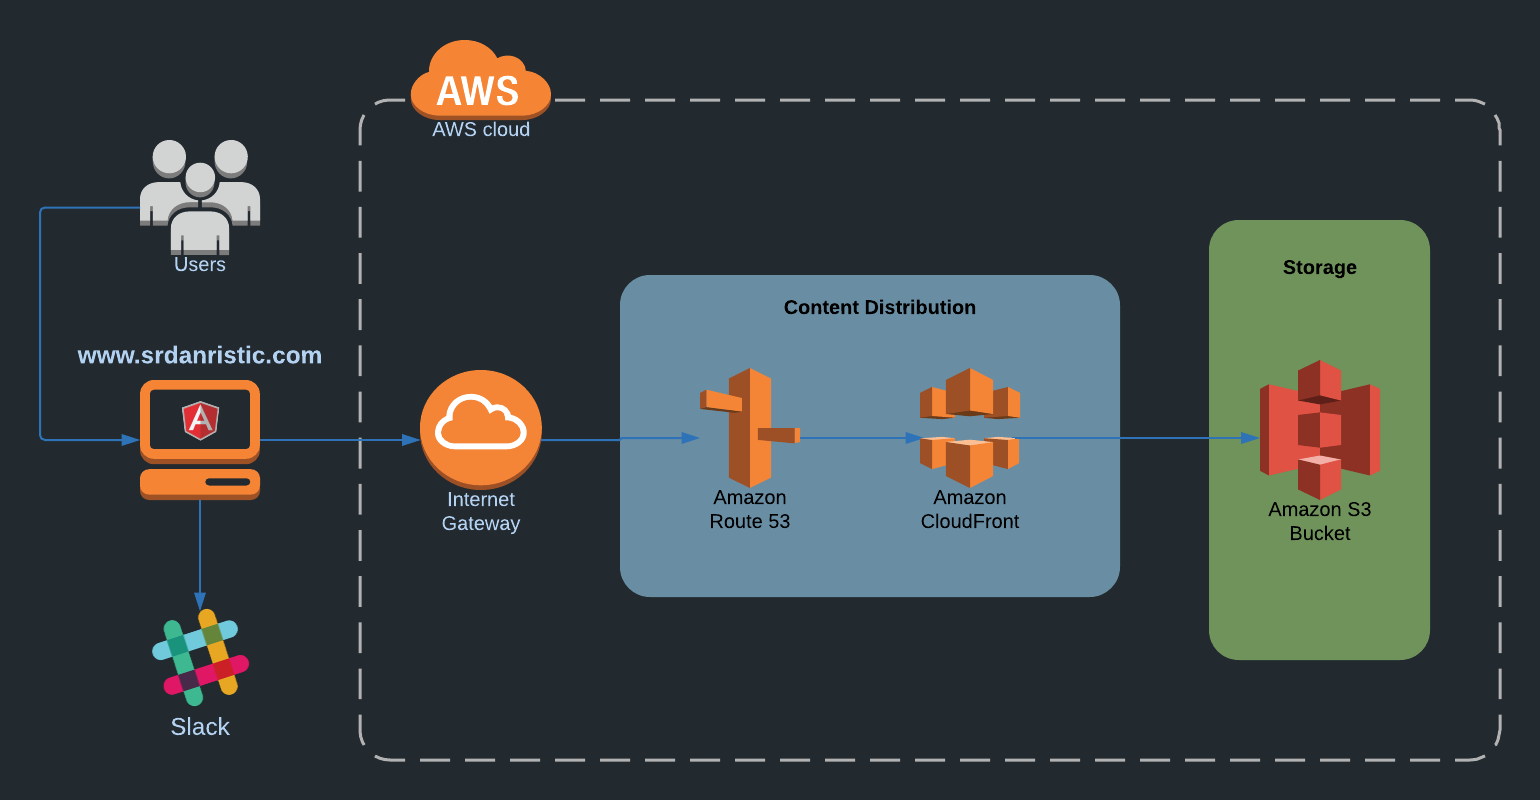 AWS
AWS cloud
Users
www.srdanristic.com
A
Internet
Gateway
Slack
Content Distribution
Amazon
Route 53
Amazon
CloudFront
Storage
Amazon S3
Bucket